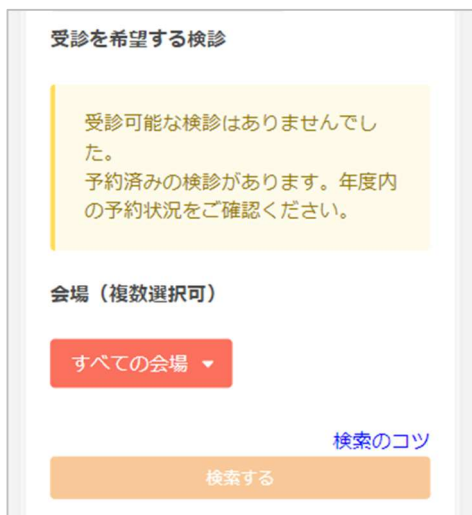 受診を希望する検診
受診可能な検診はありませんでし
た。
予約済みの検診があります。年度内
の予約状況をご確認ください。
会場（複数選択可）
すべての会場
検索のコツ
検索する